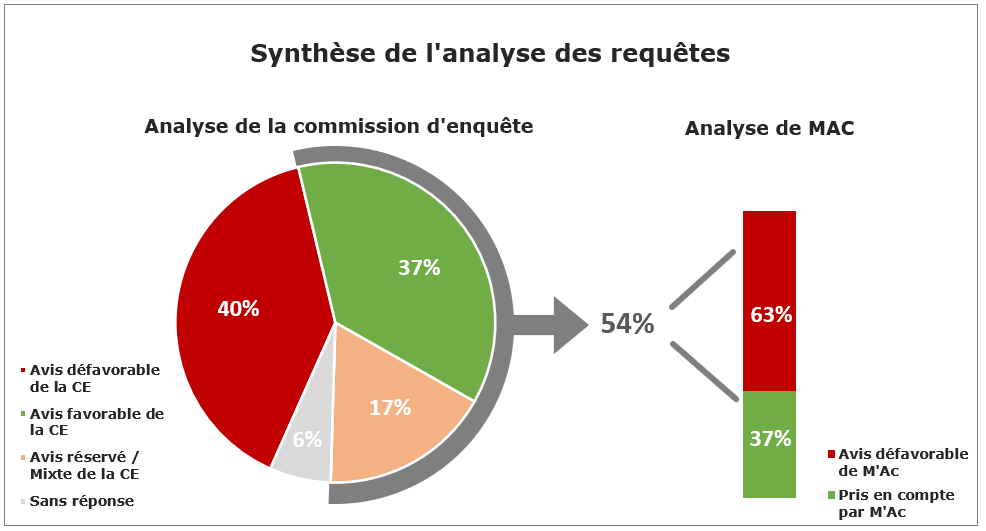 Synthèse de l'analyse des requêtes
Analyse de la commission d'enquête
Analyse de MAC
37%
40%
17%
6%
54%
63%
37%
Avis défavorable
de la CE
Avis favorable de
la CE
Avis réservé /
Mixte de la CE
Sans réponse
Avis défavorable
de M'Ac
Pris en compte
par M'Ac